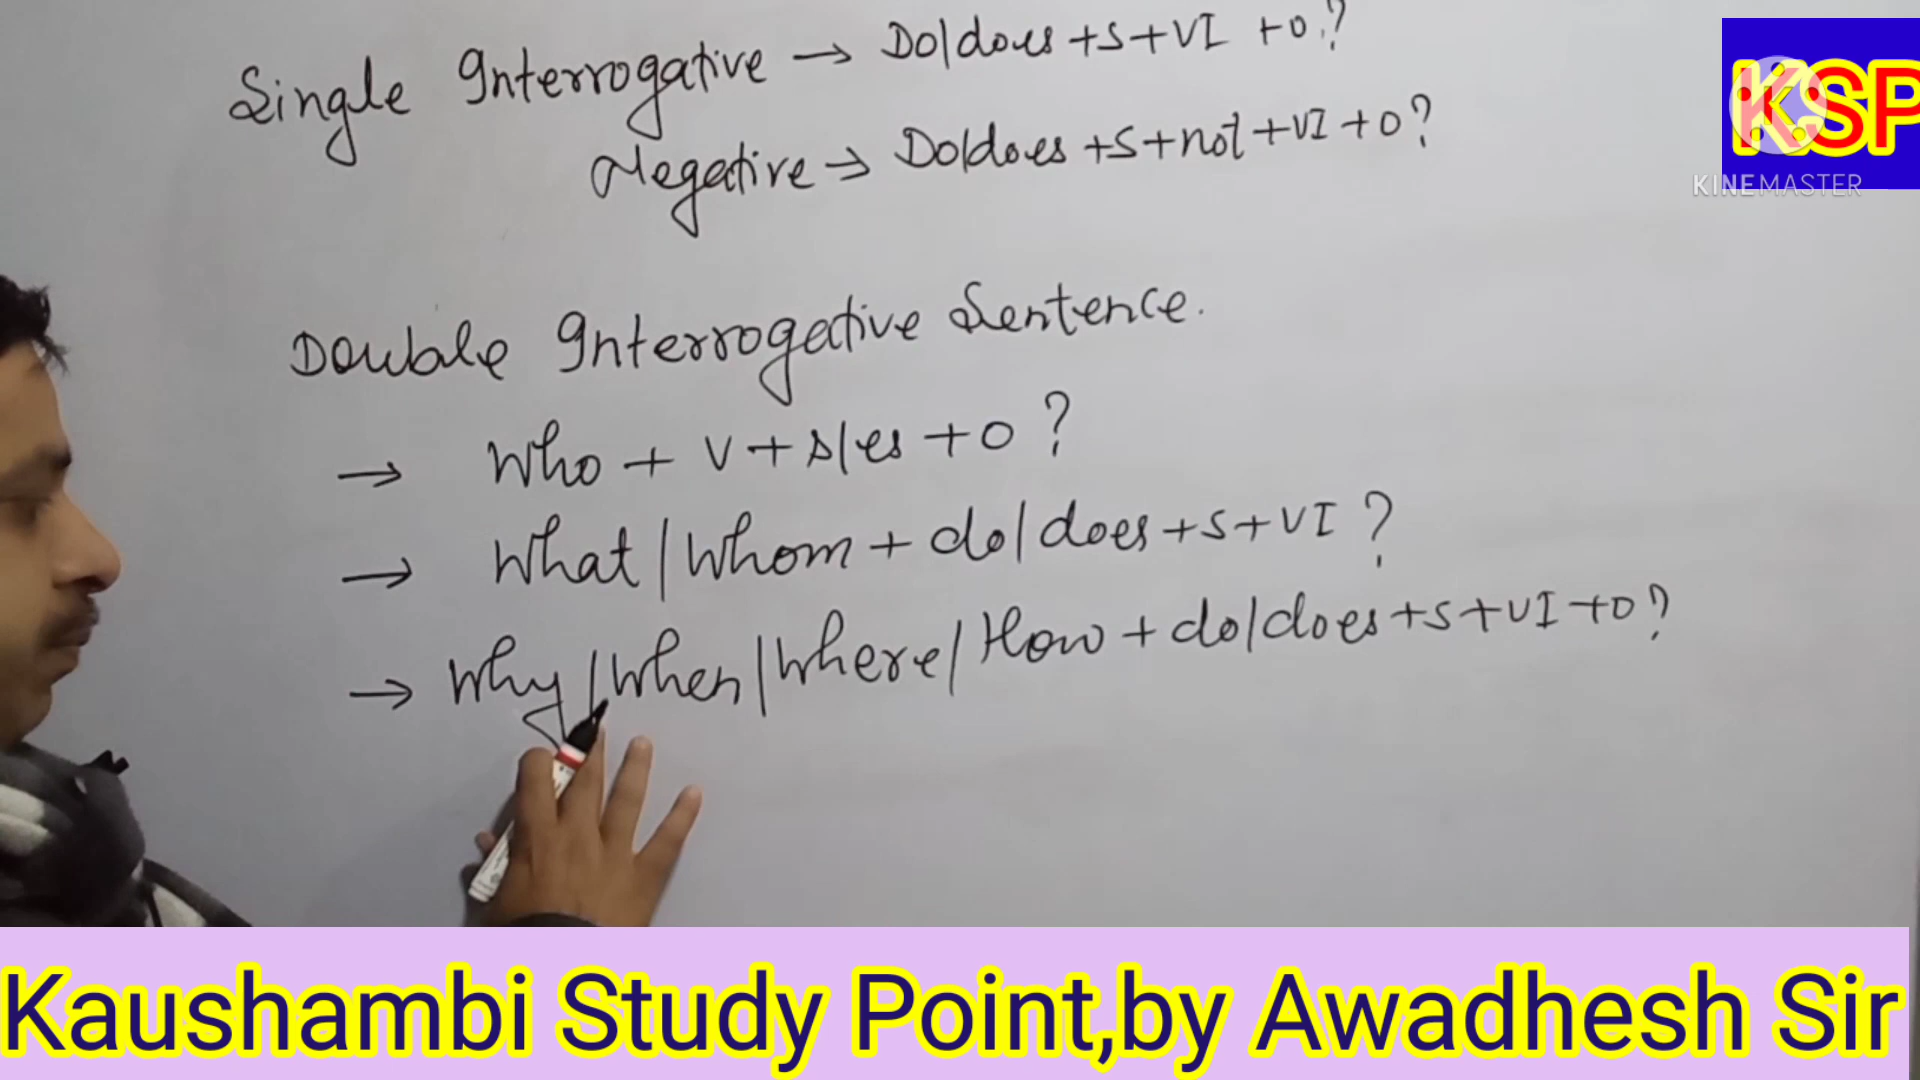 Single Interrogative → Do/does +S+VI +O.?
Negative → Do/does +S+not+VI+O?
Double Interrogative Sentence.
→ Who + V+s/es +O ?
→ What/Whom + do/does+S+VI ?
→ Why/When/Where/How + do/does+S+VI+O?
KSP
KINEMASTER
Kaushambi Study Point,by Awadhesh Sir